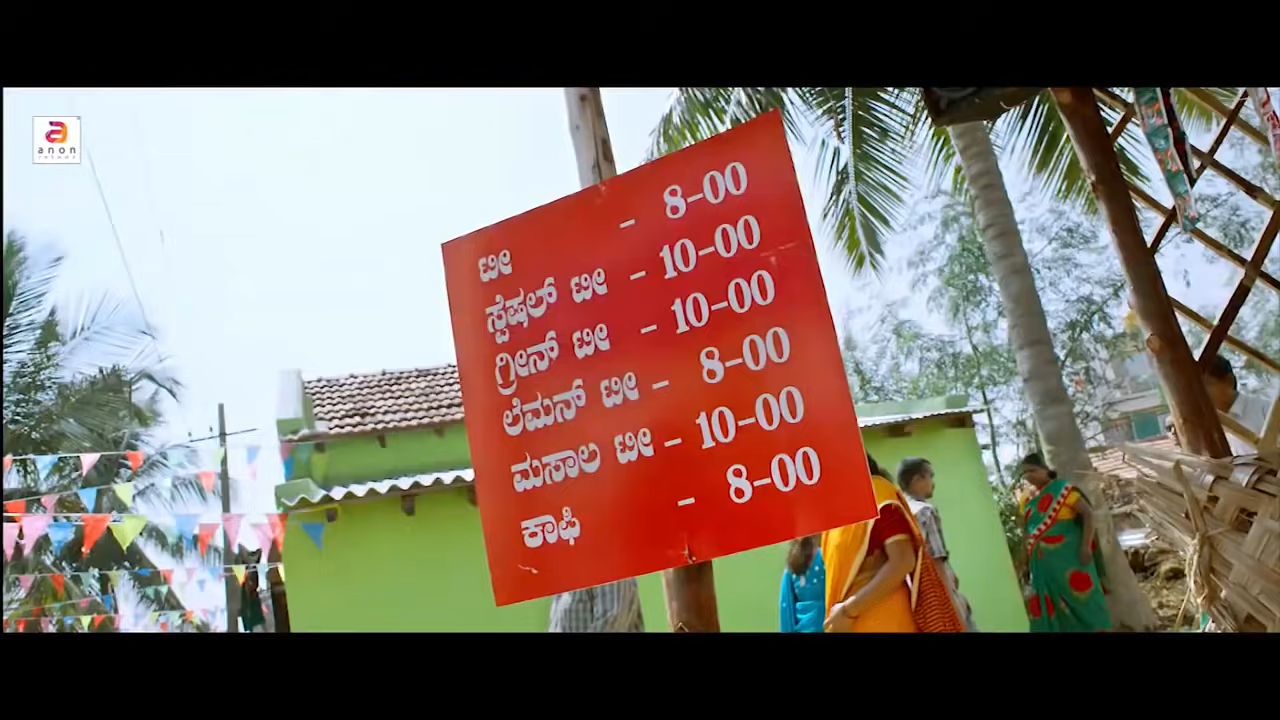 anon
ಟೀ - 8-00
ಸ್ಪೆಷಲ್ ಟೀ - 10-00
ಗ್ರೀನ್ ಟೀ - 10-00
ಲೆಮನ್ ಟೀ - 8-00
ಮಸಾಲ ಟೀ - 10-00
ಕಾಫಿ - 8-00